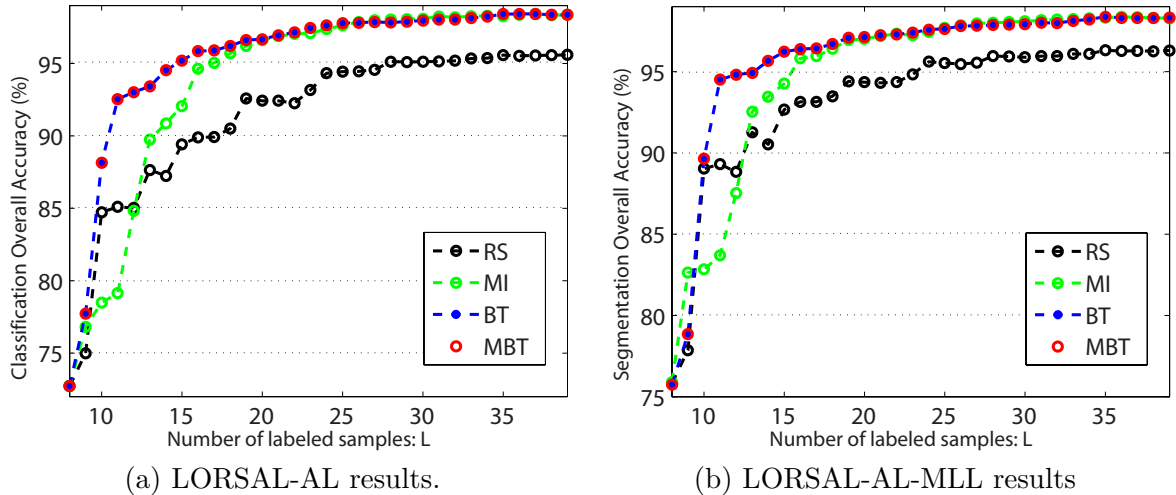 Classification Overall Accuracy (%)
95
90
85
80
75
10 15 20 25 30 35
Number of labeled samples: L
RS
MI
BT
MBT
(a) LORSAL-AL results.
Segmentation Overall Accuracy (%)
95
90
85
80
75
10 15 20 25 30 35
Number of labeled samples: L
RS
MI
BT
MBT
(b) LORSAL-AL-MLL results